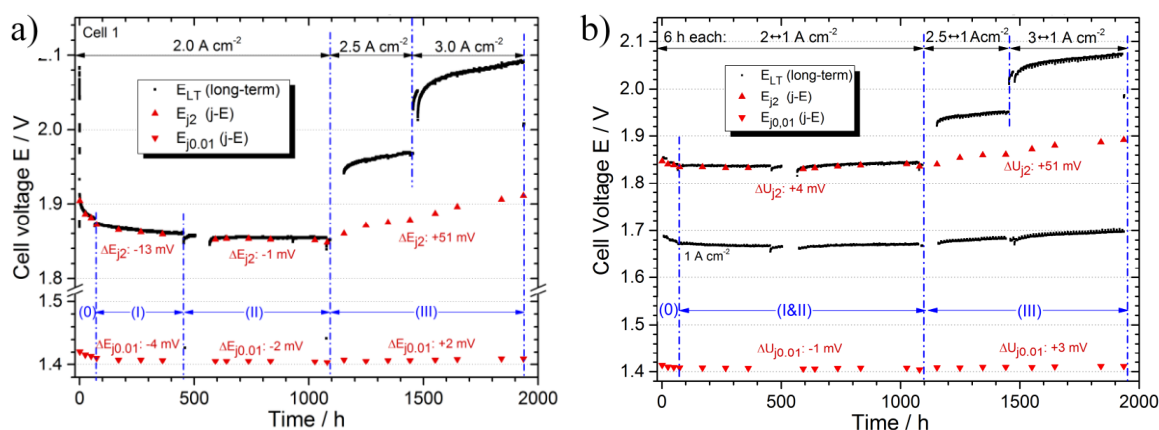 a)
Cell 1
2.0 A cm⁻²
2.5 A cm⁻²
3.0 A cm⁻²
E_LT (long-term)
E_j2 (j-E)
E_j0.01 (j-E)
ΔE_j2: -13 mV
ΔE_j2: -1 mV
ΔE_j2: +51 mV
(0)
(I)
(II)
(III)
ΔE_j0.01: -4 mV
ΔE_j0.01: -2 mV
ΔE_j0.01: +2 mV
Cell voltage E / V
.1
2.0
1.9
1.8
1.5
1.4
0
500
1000
1500
2000
Time / h
b)
6 h each:
2↔1 A cm⁻²
2.5↔1Acm⁻²
3↔1 A cm⁻²
E_LT (long-term)
E_j2 (j-E)
E_j0,01 (j-E)
ΔU_j2: +4 mV
ΔU_j2: +51 mV
1 A cm⁻²
(0)
(I&II)
(III)
ΔU_j0.01: -1 mV
ΔU_j0.01: +3 mV
Cell Voltage E / V
2.1
2.0
1.9
1.8
1.7
1.6
1.5
1.4
0
500
1000
1500
2000
Time / h